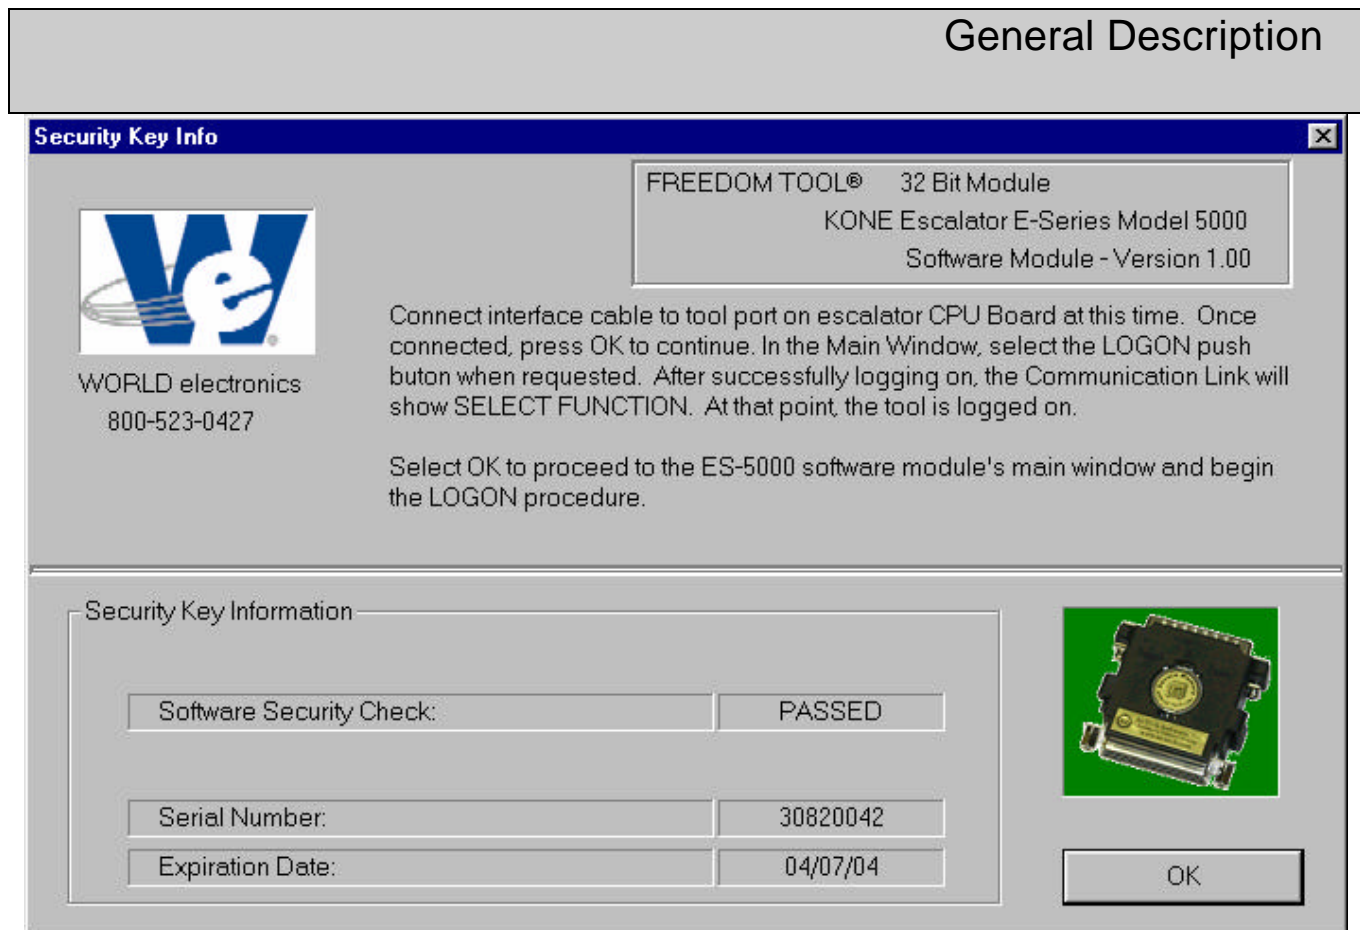 General Description
Security Key Info
FREEDOM TOOL® 32 Bit Module
KONE Escalator E-Series Model 5000
Software Module - Version 1.00
We®
WORLD electronics
800-523-0427
Connect interface cable to tool port on escalator CPU Board at this time. Once
connected, press OK to continue. In the Main Window, select the LOGON push
buton when requested. After successfully logging on, the Communication Link will
show SELECT FUNCTION. At that point, the tool is logged on.
Select OK to proceed to the ES-5000 software module's main window and begin
the LOGON procedure.
Security Key Information
Software Security Check: PASSED
Serial Number: 30820042
Expiration Date: 04/07/04
OK